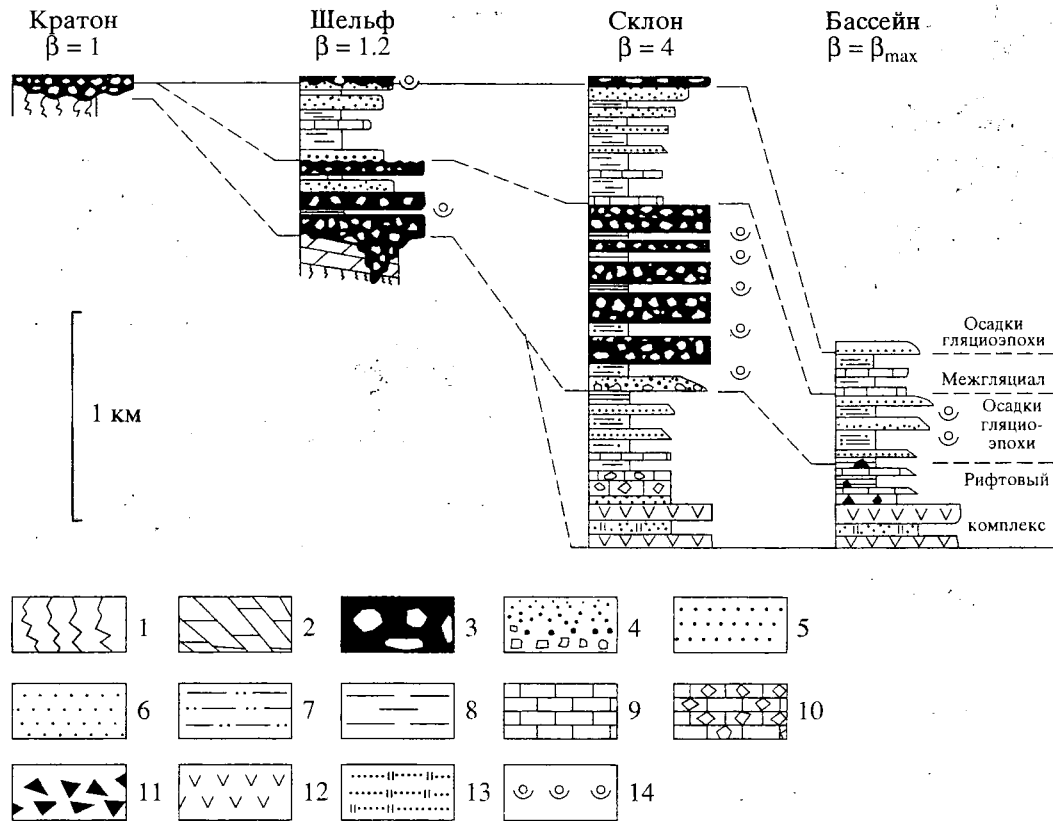 Кратон
β = 1
Шельф
β = 1.2
Склон
β = 4
Бассейн
β = βmax
1 км
Осадки
гляциоэпохи
Межгляциал
Осадки
гляцио-
эпохи
Рифтовый
комплекс
1
2
3
4
5
6
7
8
9
10
11
12
13
14